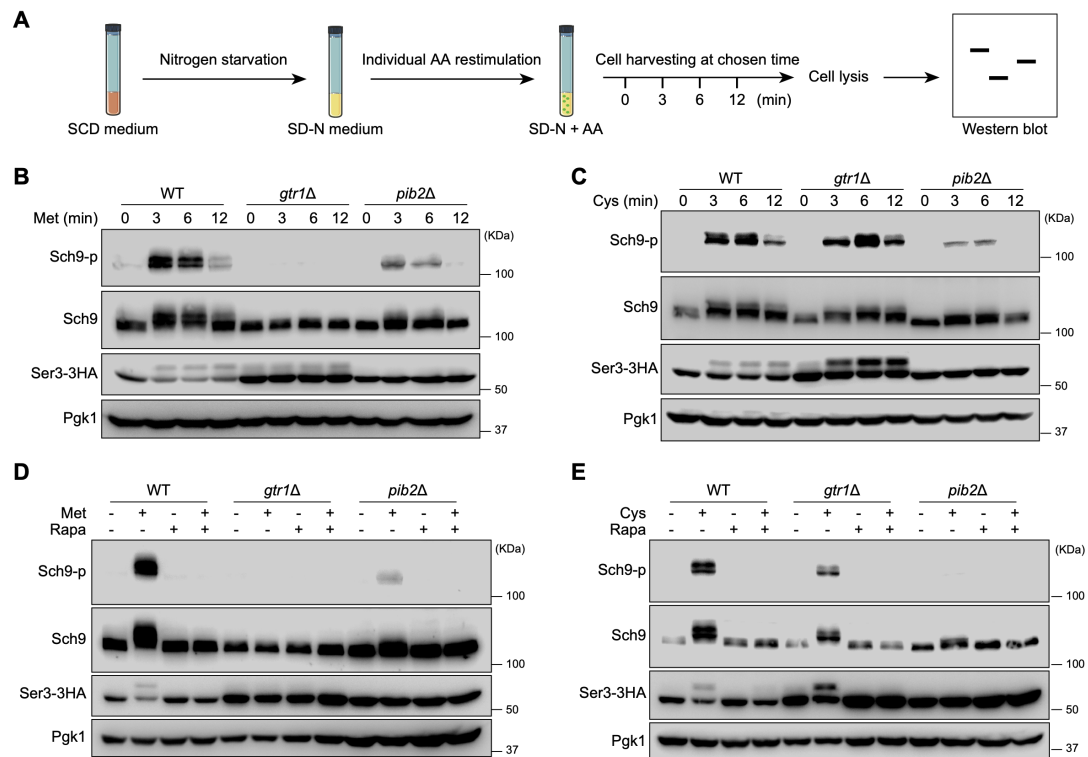 A
Nitrogen starvation
Individual AA restimulation
Cell harvesting at chosen time
0 3 6 12 (min)
Cell lysis
SCD medium
SD-N medium
SD-N + AA
Western blot
B
WT gtr1Δ pib2Δ
Met (min) 0 3 6 12 0 3 6 12 0 3 6 12
(KDa)
Sch9-p
100
Sch9
100
Ser3-3HA
50
Pgk1
37
C
WT gtr1Δ pib2Δ
Cys (min) 0 3 6 12 0 3 6 12 0 3 6 12
(KDa)
Sch9-p
100
Sch9
100
Ser3-3HA
50
Pgk1
37
D
WT gtr1Δ pib2Δ
Met - + - + - + - + - + - +
Rapa - - + + - - + + - - + +
(KDa)
Sch9-p
100
Sch9
100
Ser3-3HA
50
Pgk1
37
E
WT gtr1Δ pib2Δ
Cys - + - + - + - + - + - +
Rapa - - + + - - + + - - + +
(KDa)
Sch9-p
100
Sch9
100
Ser3-3HA
50
Pgk1
37